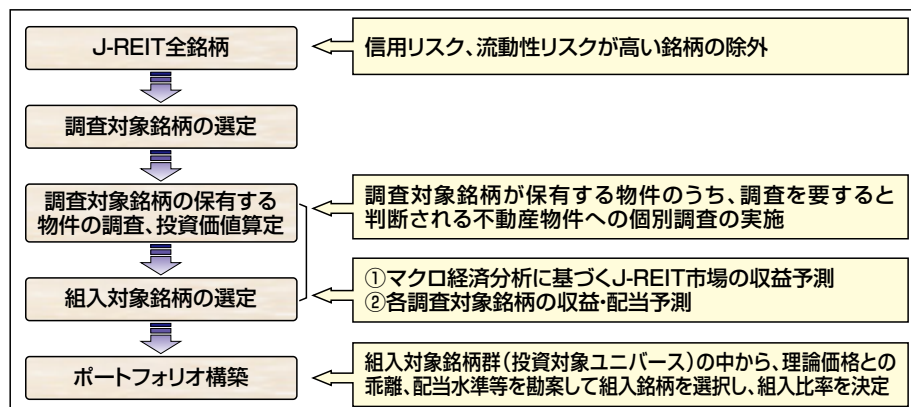 J-REIT全銘柄
信用リスク、流動性リスクが高い銘柄の除外
調査対象銘柄の選定
調査対象銘柄の保有する
物件の調査、投資価値算定
調査対象銘柄が保有する物件のうち、調査を要すると
判断される不動産物件への個別調査の実施
組入対象銘柄の選定
①マクロ経済分析に基づくJ-REIT市場の収益予測
②各調査対象銘柄の収益・配当予測
ポートフォリオ構築
組入対象銘柄群(投資対象ユニバース)の中から、理論価格との
乖離、配当水準等を勘案して組入銘柄を選択し、組入比率を決定